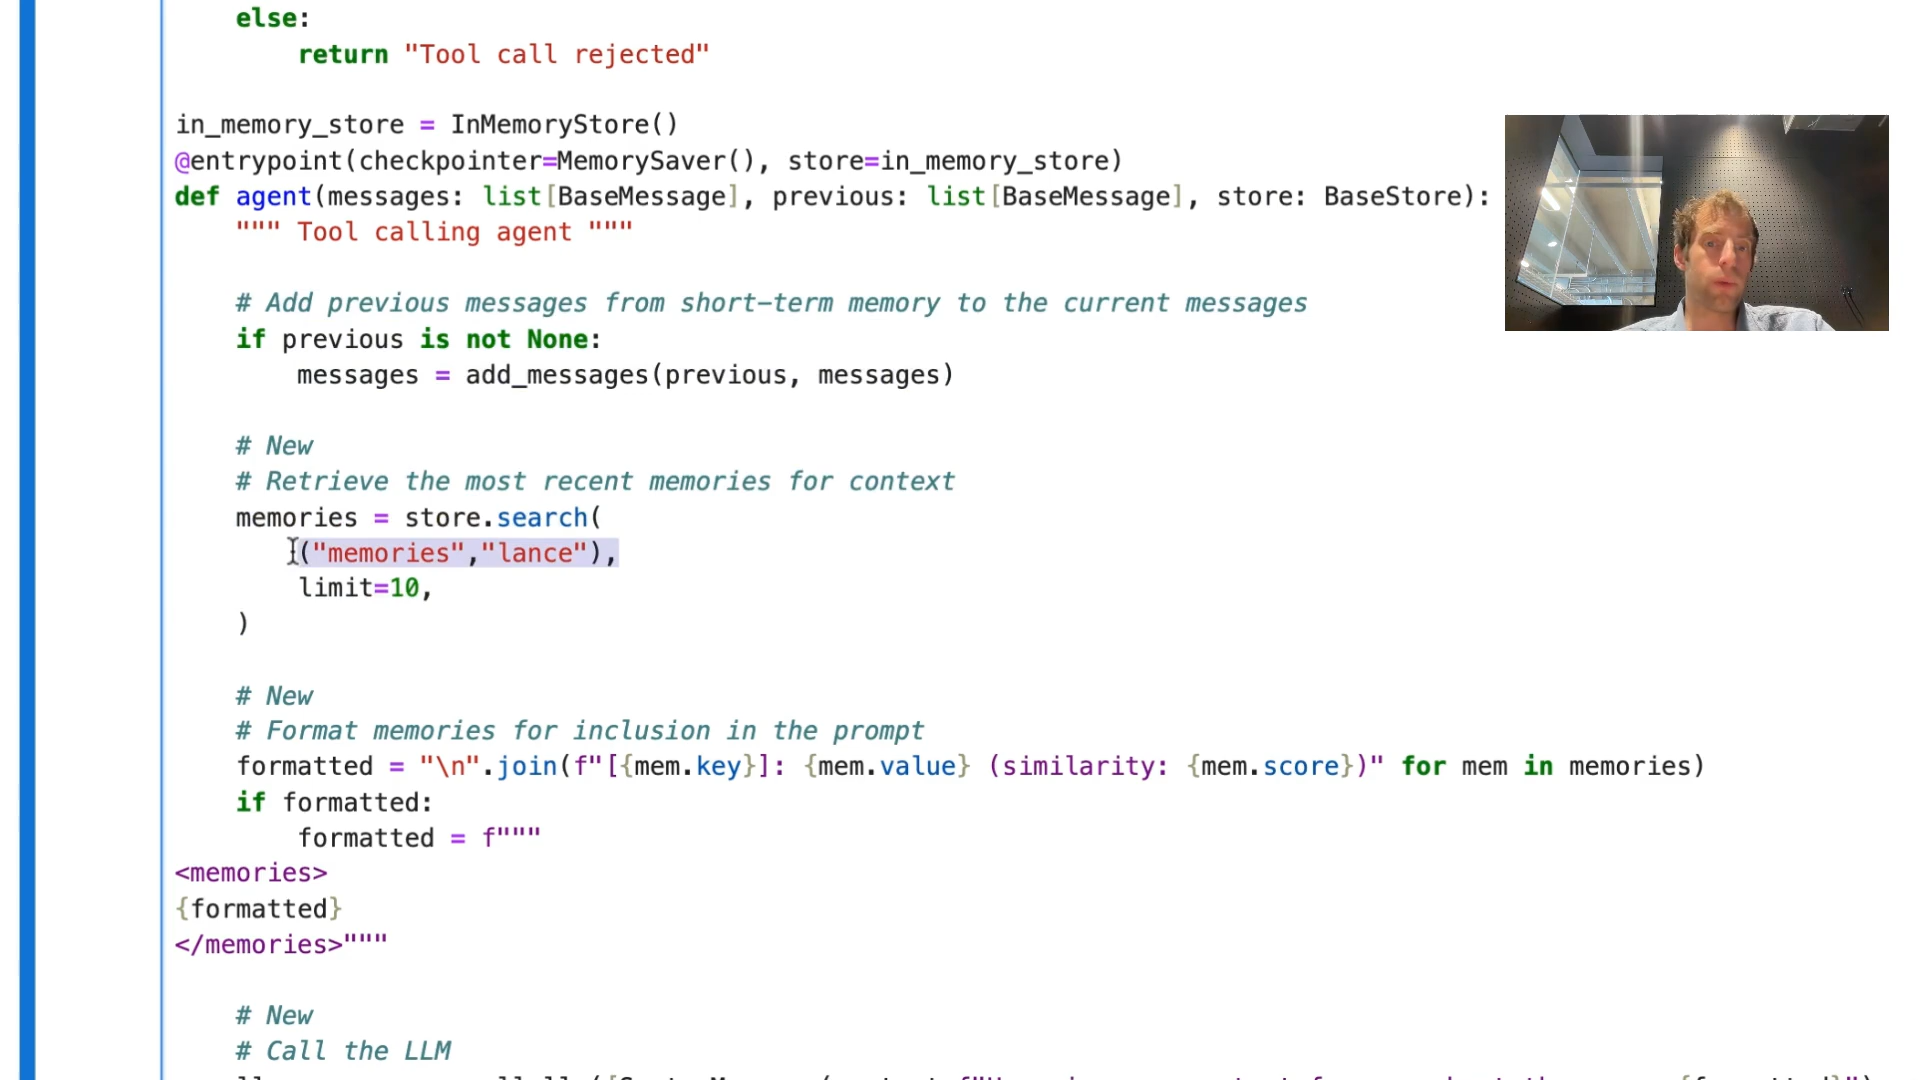 else:
return "Tool call rejected"
in_memory_store = InMemoryStore()
@entrypoint(checkpointer=MemorySaver(), store=in_memory_store)
def agent(messages: list[BaseMessage], previous: list[BaseMessage], store: BaseStore):
""" Tool calling agent """
# Add previous messages from short-term memory to the current messages
if previous is not None:
messages = add_messages(previous, messages)
# New
# Retrieve the most recent memories for context
memories = store.search(
("memories","lance"),
limit=10,
)
# New
# Format memories for inclusion in the prompt
formatted = "\n".join(f"[{mem.key}]: {mem.value} (similarity: {mem.score})" for mem in memories)
if formatted:
formatted = f"""
<memories>
{formatted}
</memories>"""
# New
# Call the LLM